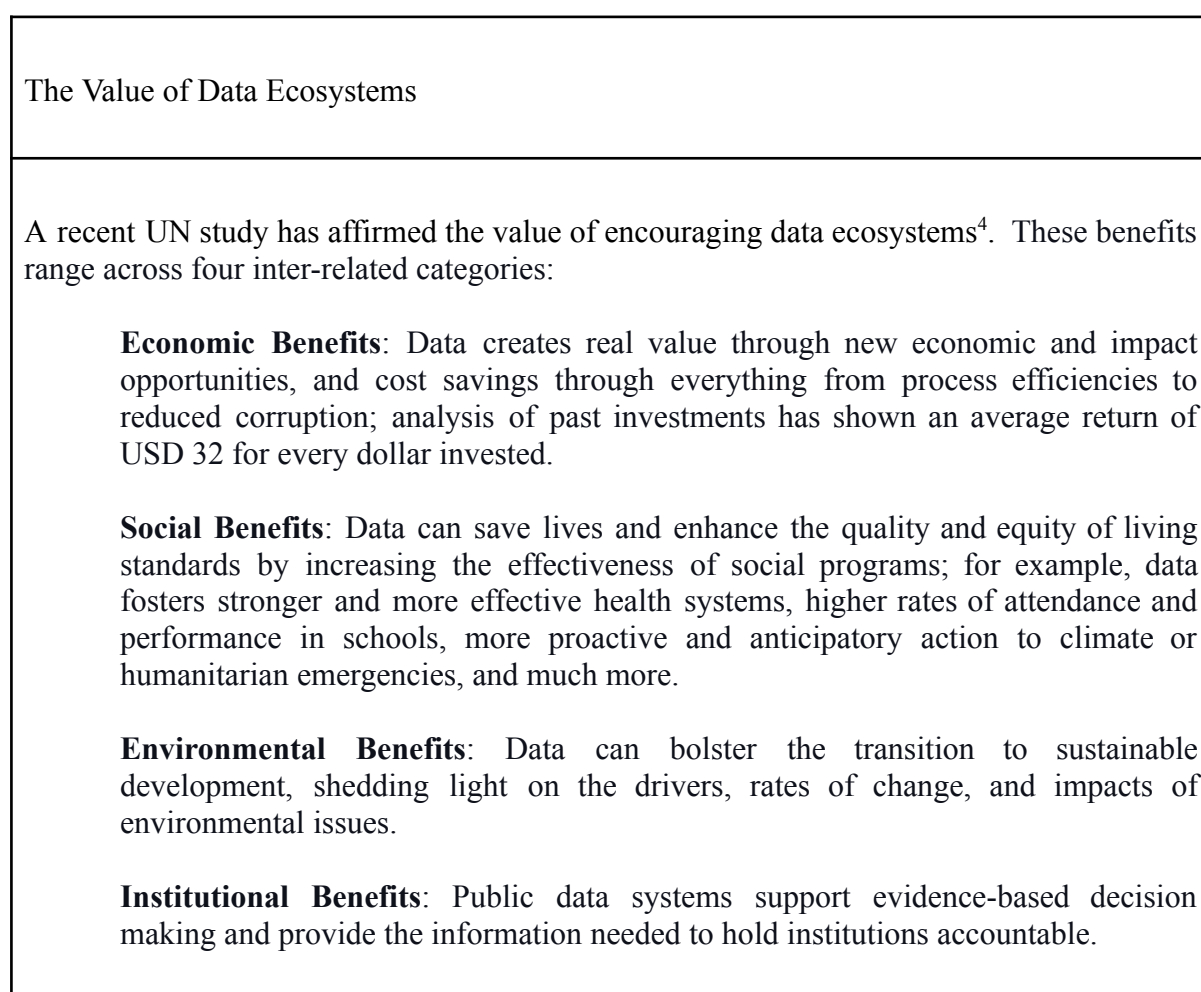 The Value of Data Ecosystems
A recent UN study has affirmed the value of encouraging data ecosystems⁴. These benefits
range across four inter-related categories:
Economic Benefits: Data creates real value through new economic and impact
opportunities, and cost savings through everything from process efficiencies to
reduced corruption; analysis of past investments has shown an average return of
USD 32 for every dollar invested.
Social Benefits: Data can save lives and enhance the quality and equity of living
standards by increasing the effectiveness of social programs; for example, data
fosters stronger and more effective health systems, higher rates of attendance and
performance in schools, more proactive and anticipatory action to climate or
humanitarian emergencies, and much more.
Environmental Benefits: Data can bolster the transition to sustainable
development, shedding light on the drivers, rates of change, and impacts of
environmental issues.
Institutional Benefits: Public data systems support evidence-based decision
making and provide the information needed to hold institutions accountable.